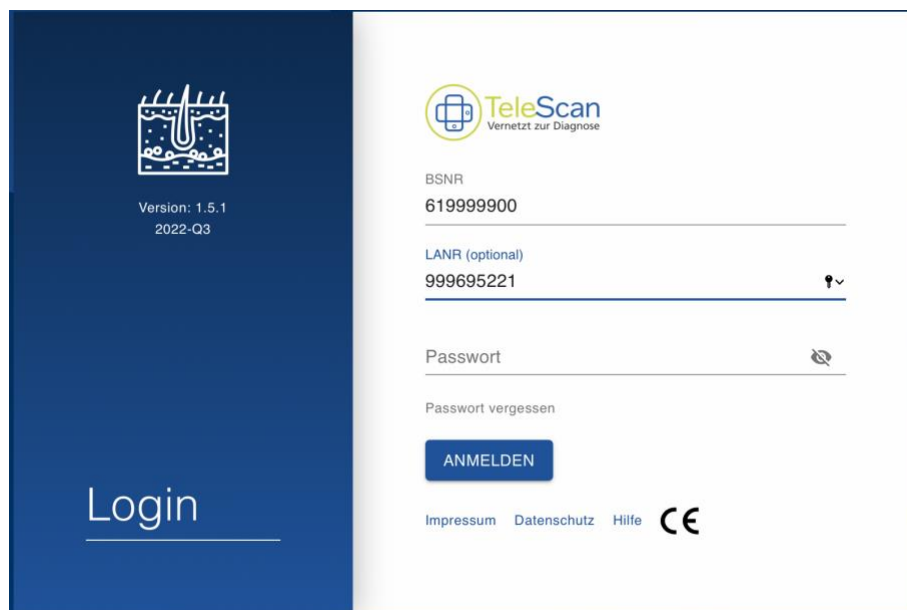 Version: 1.5.1
2022-Q3
Login
TeleScan
Vernetzt zur Diagnose
BSNR
619999900
LANR (optional)
999695221
Passwort
Passwort vergessen
ANMELDEN
Impressum Datenschutz Hilfe CE